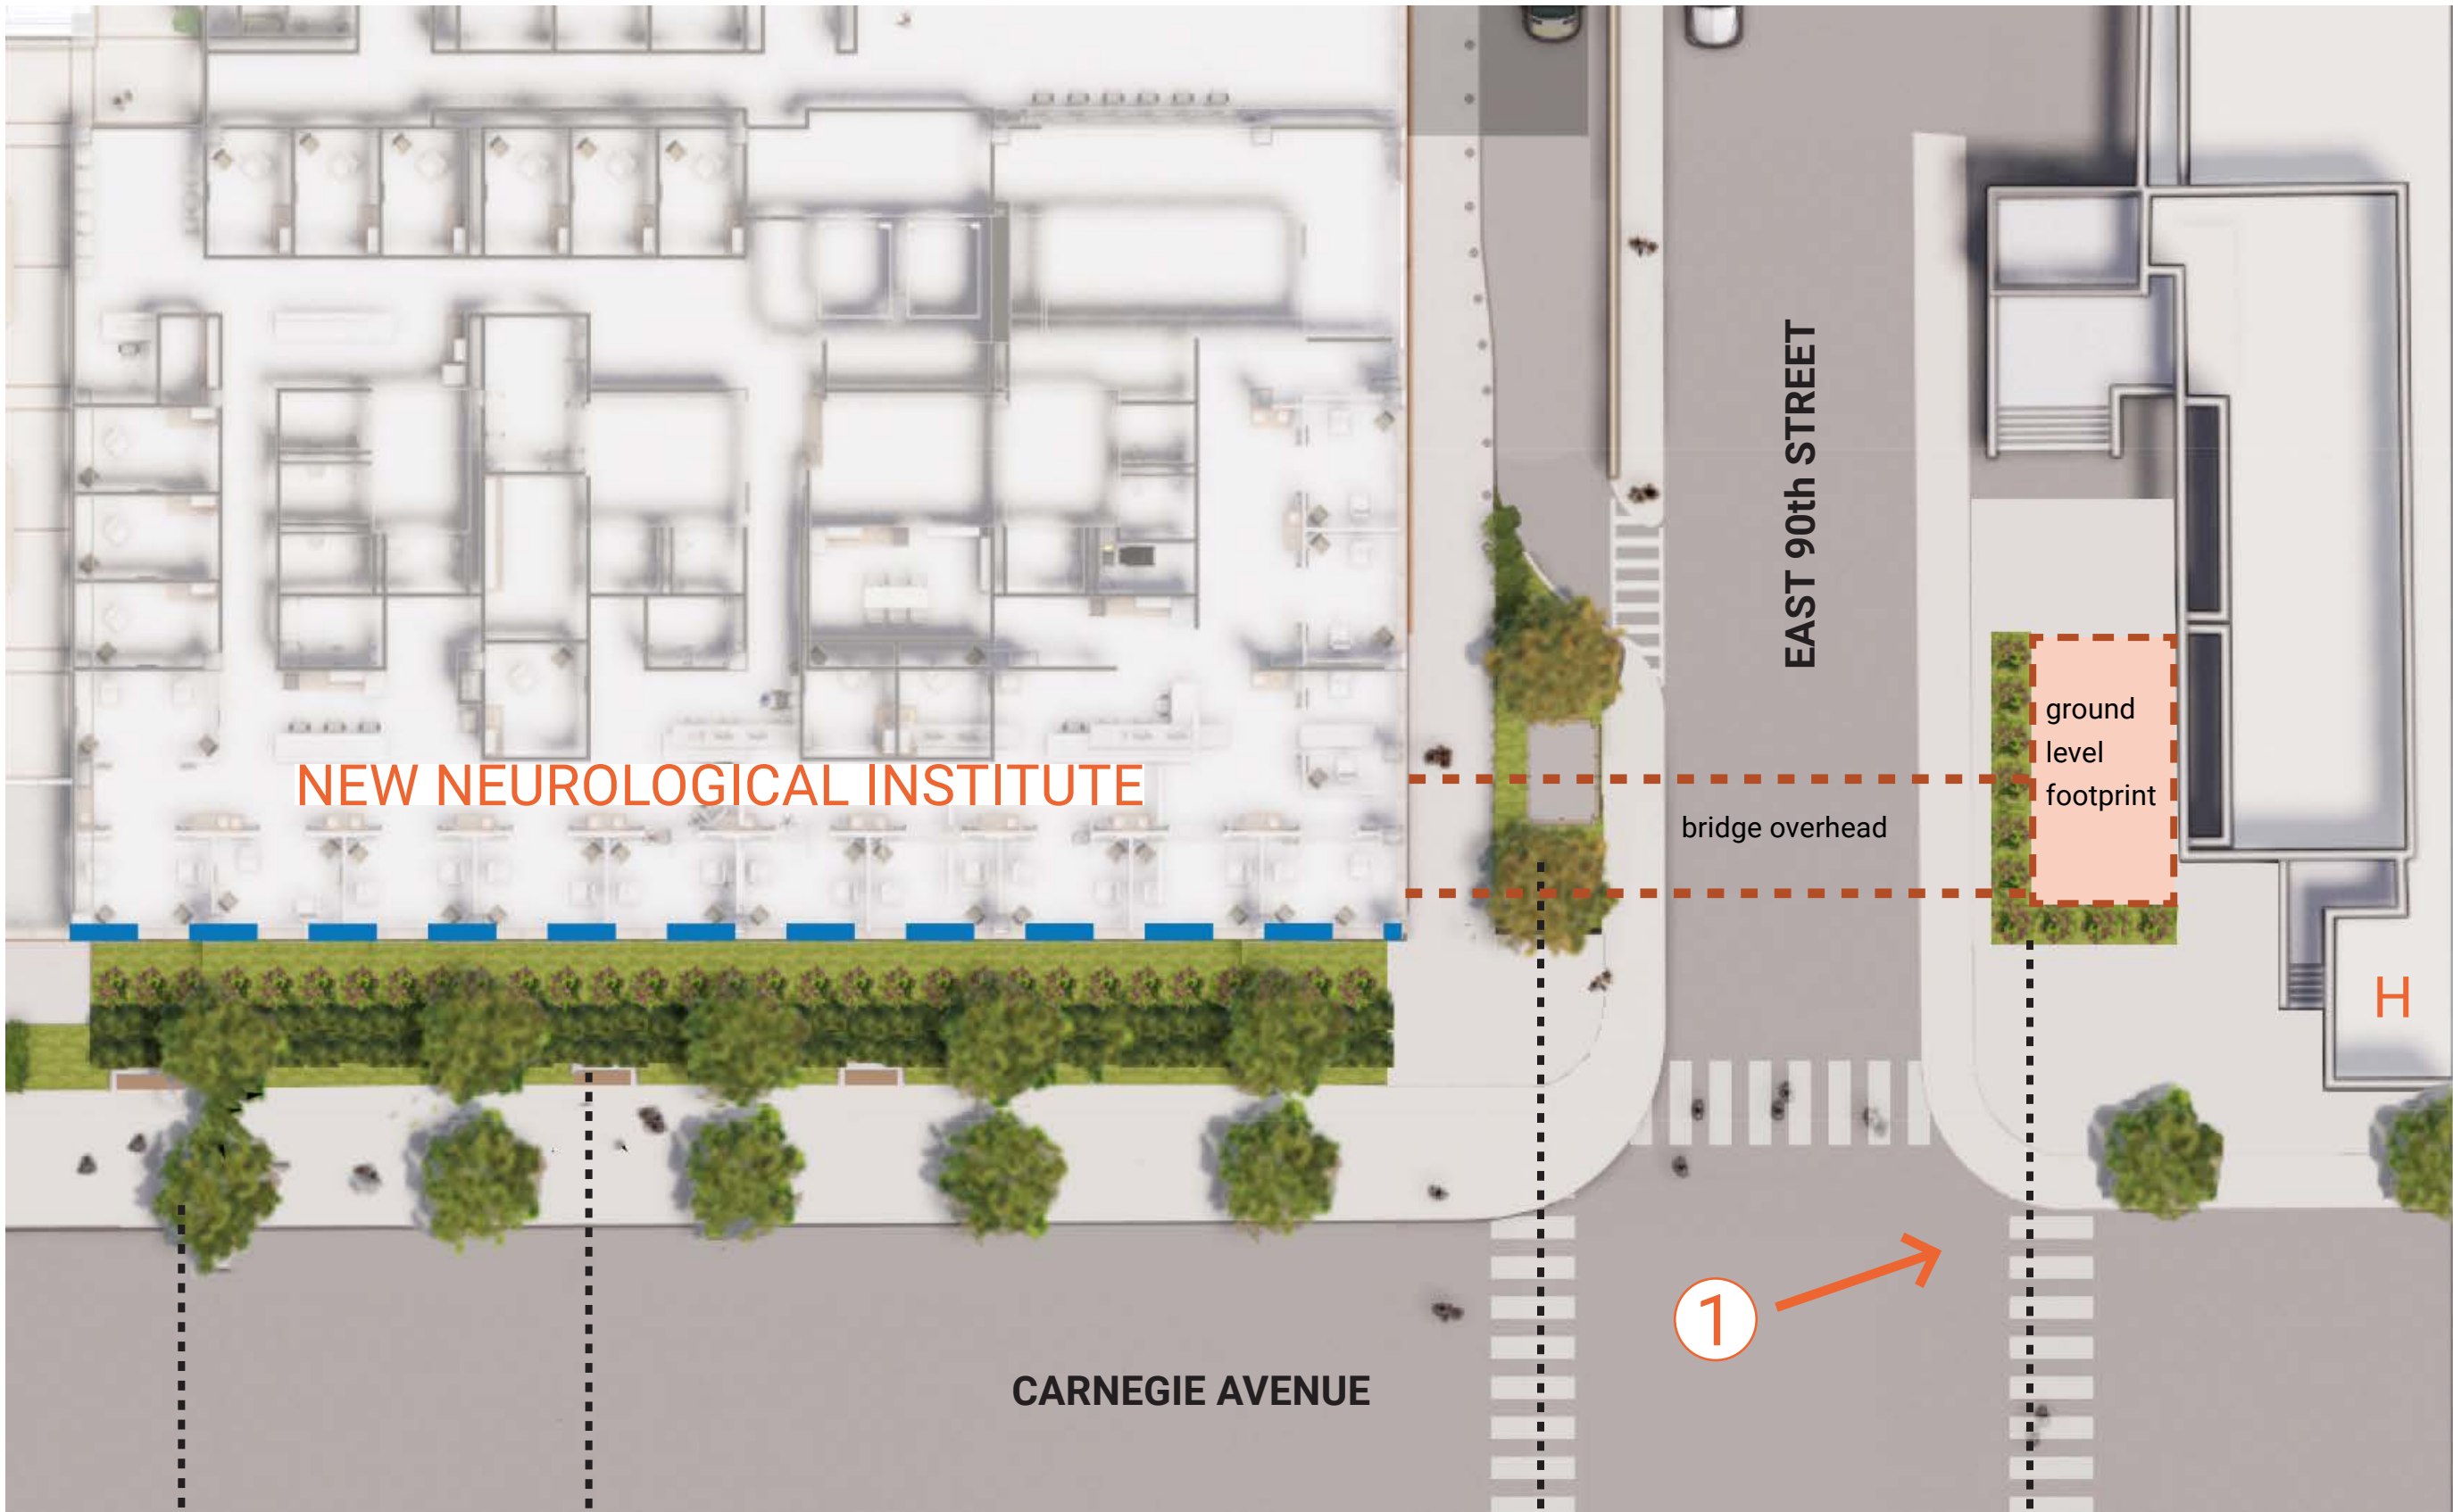 EAST 90th STREET
ground
level
footprint
NEW NEUROLOGICAL INSTITUTE
bridge overhead
H
1
CARNEGIE AVENUE